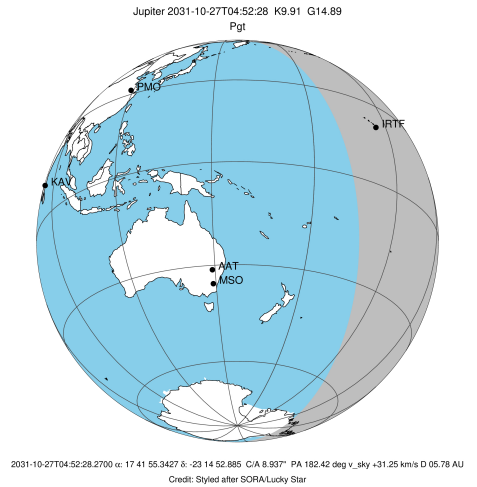 Jupiter 2031-10-27T04:52:28 K9.91 G14.89
Pgt
PMO
IRTF
KAV
AAT
MSO
2031-10-27T04:52:28.2700 α: 17 41 55.3427 δ: -23 14 52.885 C/A 8.937" PA 182.42 deg v_sky +31.25 km/s D 05.78 AU
Credit: Styled after SORA/Lucky Star